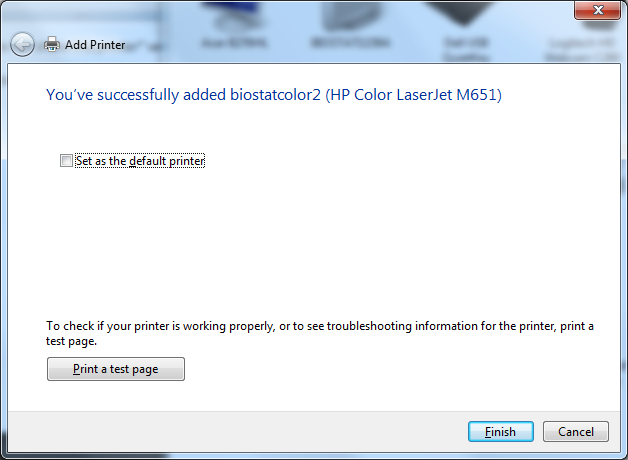 Add Printer
You've successfully added biostatcolor2 (HP Color LaserJet M651)
Set as the default printer
To check if your printer is working properly, or to see troubleshooting information for the printer, print a
test page.
Print a test page
Finish
Cancel